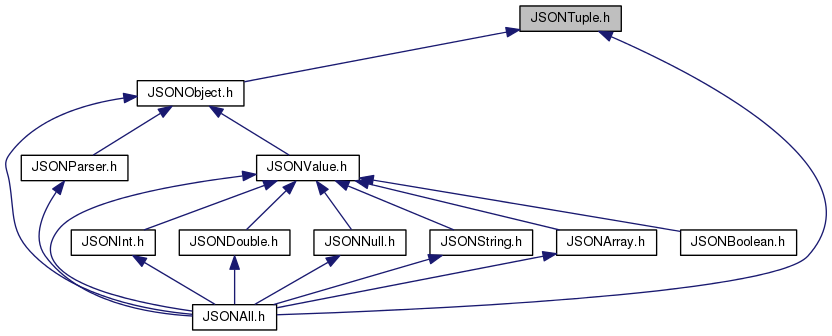 JSONTuple.h
JSONObject.h
JSONParser.h
JSONValue.h
JSONInt.h
JSONDouble.h
JSONNull.h
JSONString.h
JSONArray.h
JSONBoolean.h
JSONAll.h